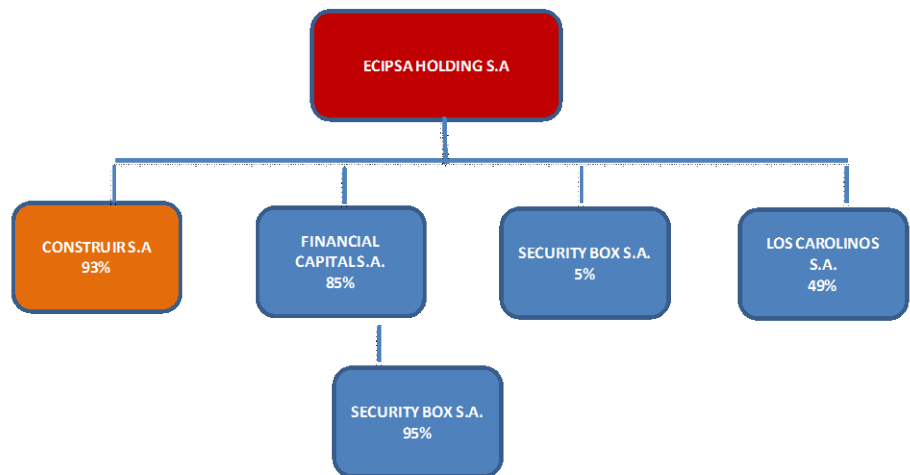 ECIPSA HOLDING S.A
CONSTRUIR S.A
93%
FINANCIAL
CAPITAL S.A.
85%
SECURITY BOX S.A.
5%
LOS CAROLINOS
S.A.
49%
SECURITY BOX S.A.
95%